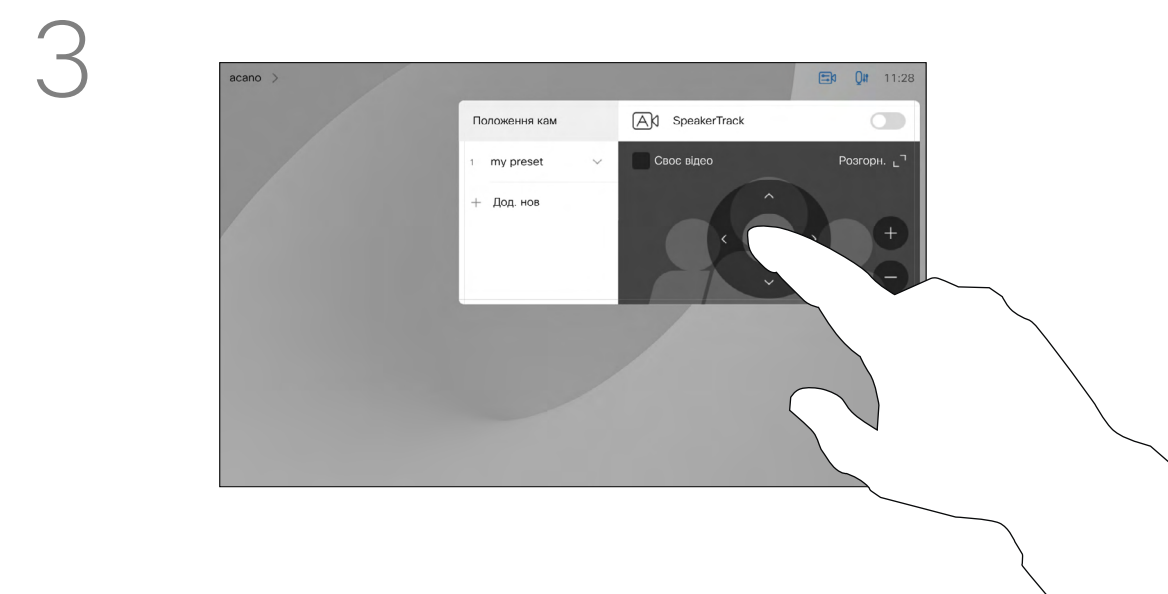 3
acano
11:28
Положення кам
SpeakerTrack
1 my preset
Своє відео
Розгорн.
+ Дод. нов